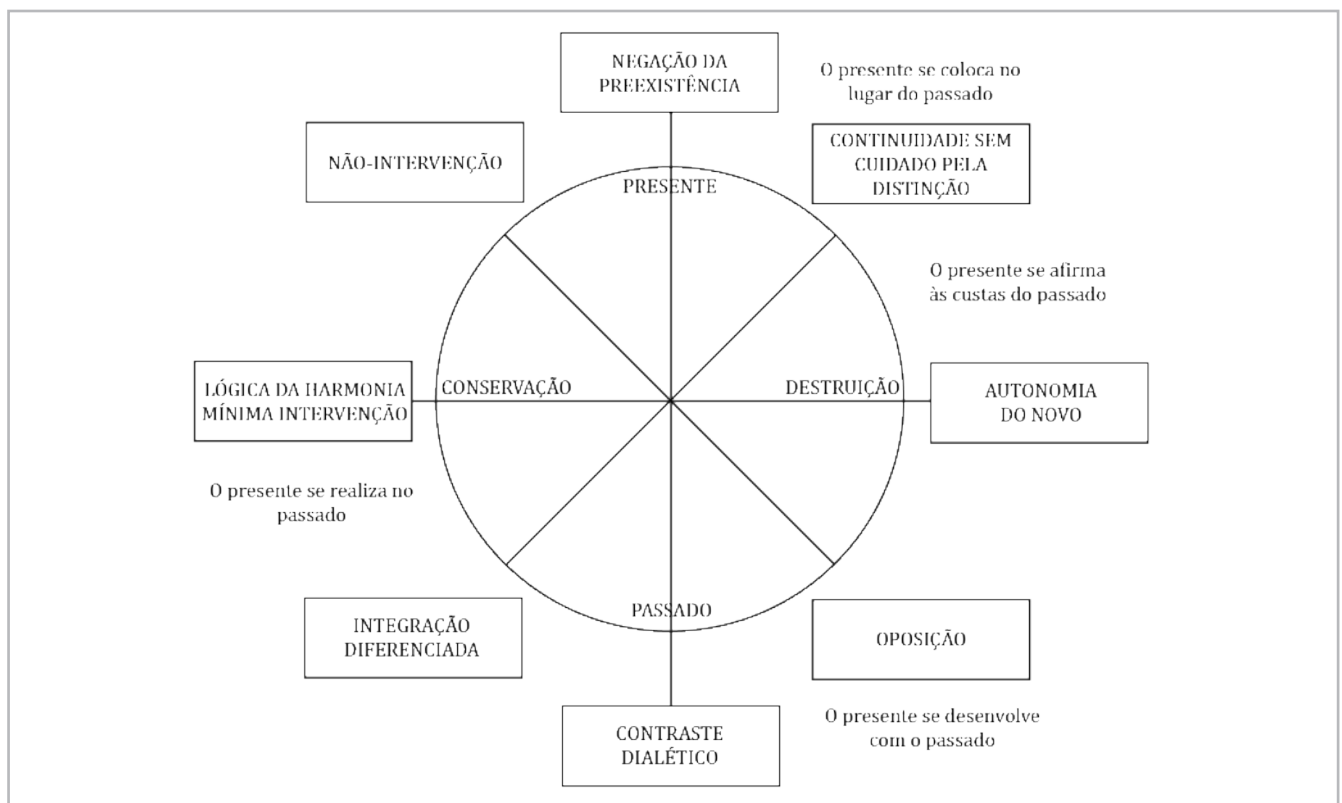 NEGAÇÃO DA
PREEXISTÊNCIA
O presente se coloca no
lugar do passado
NÃO-INTERVENÇÃO
CONTINUIDADE SEM
CUIDADO PELA
DISTINÇÃO
PRESENTE
O presente se afirma
às custas do passado
LÓGICA DA HARMONIA
MÍNIMA INTERVENÇÃO
CONSERVAÇÃO
DESTRUIÇÃO
AUTONOMIA
DO NOVO
O presente se realiza no
passado
PASSADO
INTEGRAÇÃO
DIFERENCIADA
OPOSIÇÃO
CONTRASTE
DIALÉTICO
O presente se desenvolve
com o passado